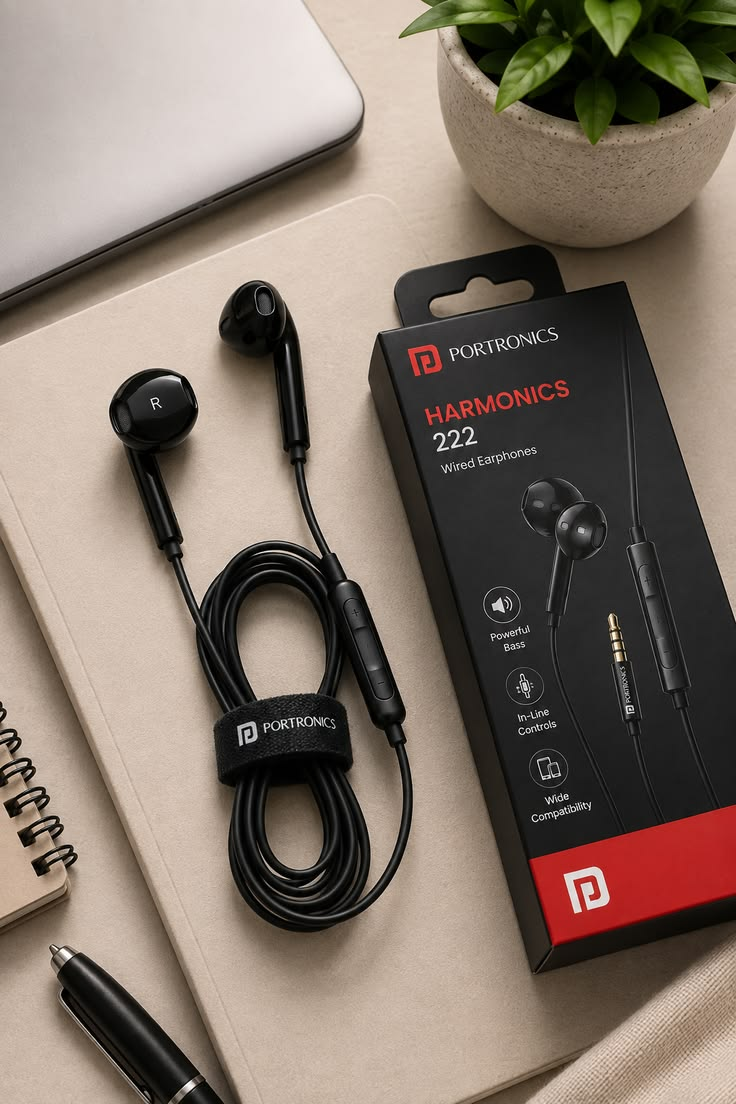 R
PORTRONICS
PORTRONICS
HARMONICS
222
Wired Earphones
Powerful
Bass
In-Line
Controls
Wide
Compatibility
PORTRONICS
+
−
+
−